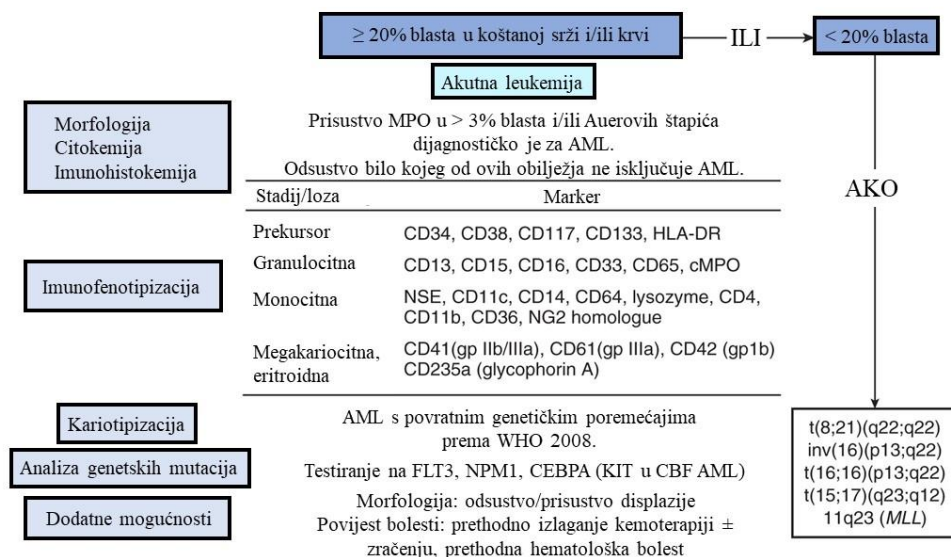 ≥ 20% blasta u koštanoj srži i/ili krvi
ILI
< 20% blasta
Akutna leukemija
Morfologija
Citokemija
Imunohistokemija
Prisustvo MPO u > 3% blasta i/ili Auerovih štapića
dijagnostičko je za AML.
Odsustvo bilo kojeg od ovih obilježja ne isključuje AML.
AKO
Stadij/loza Marker
Imunofenotipizacija
Prekursor CD34, CD38, CD117, CD133, HLA-DR
Granulocitna CD13, CD15, CD16, CD33, CD65, cMPO
Monocitna NSE, CD11c, CD14, CD64, lysozyme, CD4,
CD11b, CD36, NG2 homologue
Megakariocitna, CD41(gp IIb/IIIa), CD61(gp IIIa), CD42 (gp1b)
eritroidna CD235a (glycophorin A)
Kariotipizacija
AML s povratnim genetičkim poremećajima
prema WHO 2008.
Analiza genetskih mutacija
Testiranje na FLT3, NPM1, CEBPA (KIT u CBF AML)
Dodatne mogućnosti
Morfologija: odsustvo/prisustvo displazije
Povijest bolesti: prethodno izlaganje kemoterapiji ±
zračenju, prethodna hematološka bolest
t(8;21)(q22;q22)
inv(16)(p13;q22)
t(16;16)(p13;q22)
t(15;17)(q23;q12)
11q23 (MLL)